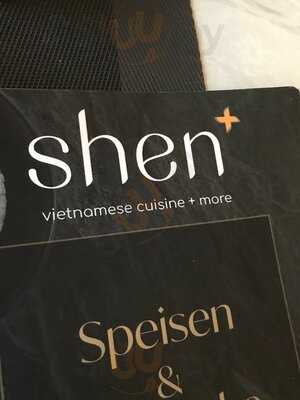 shen+
vietnamese cuisine + more
Speisen
&